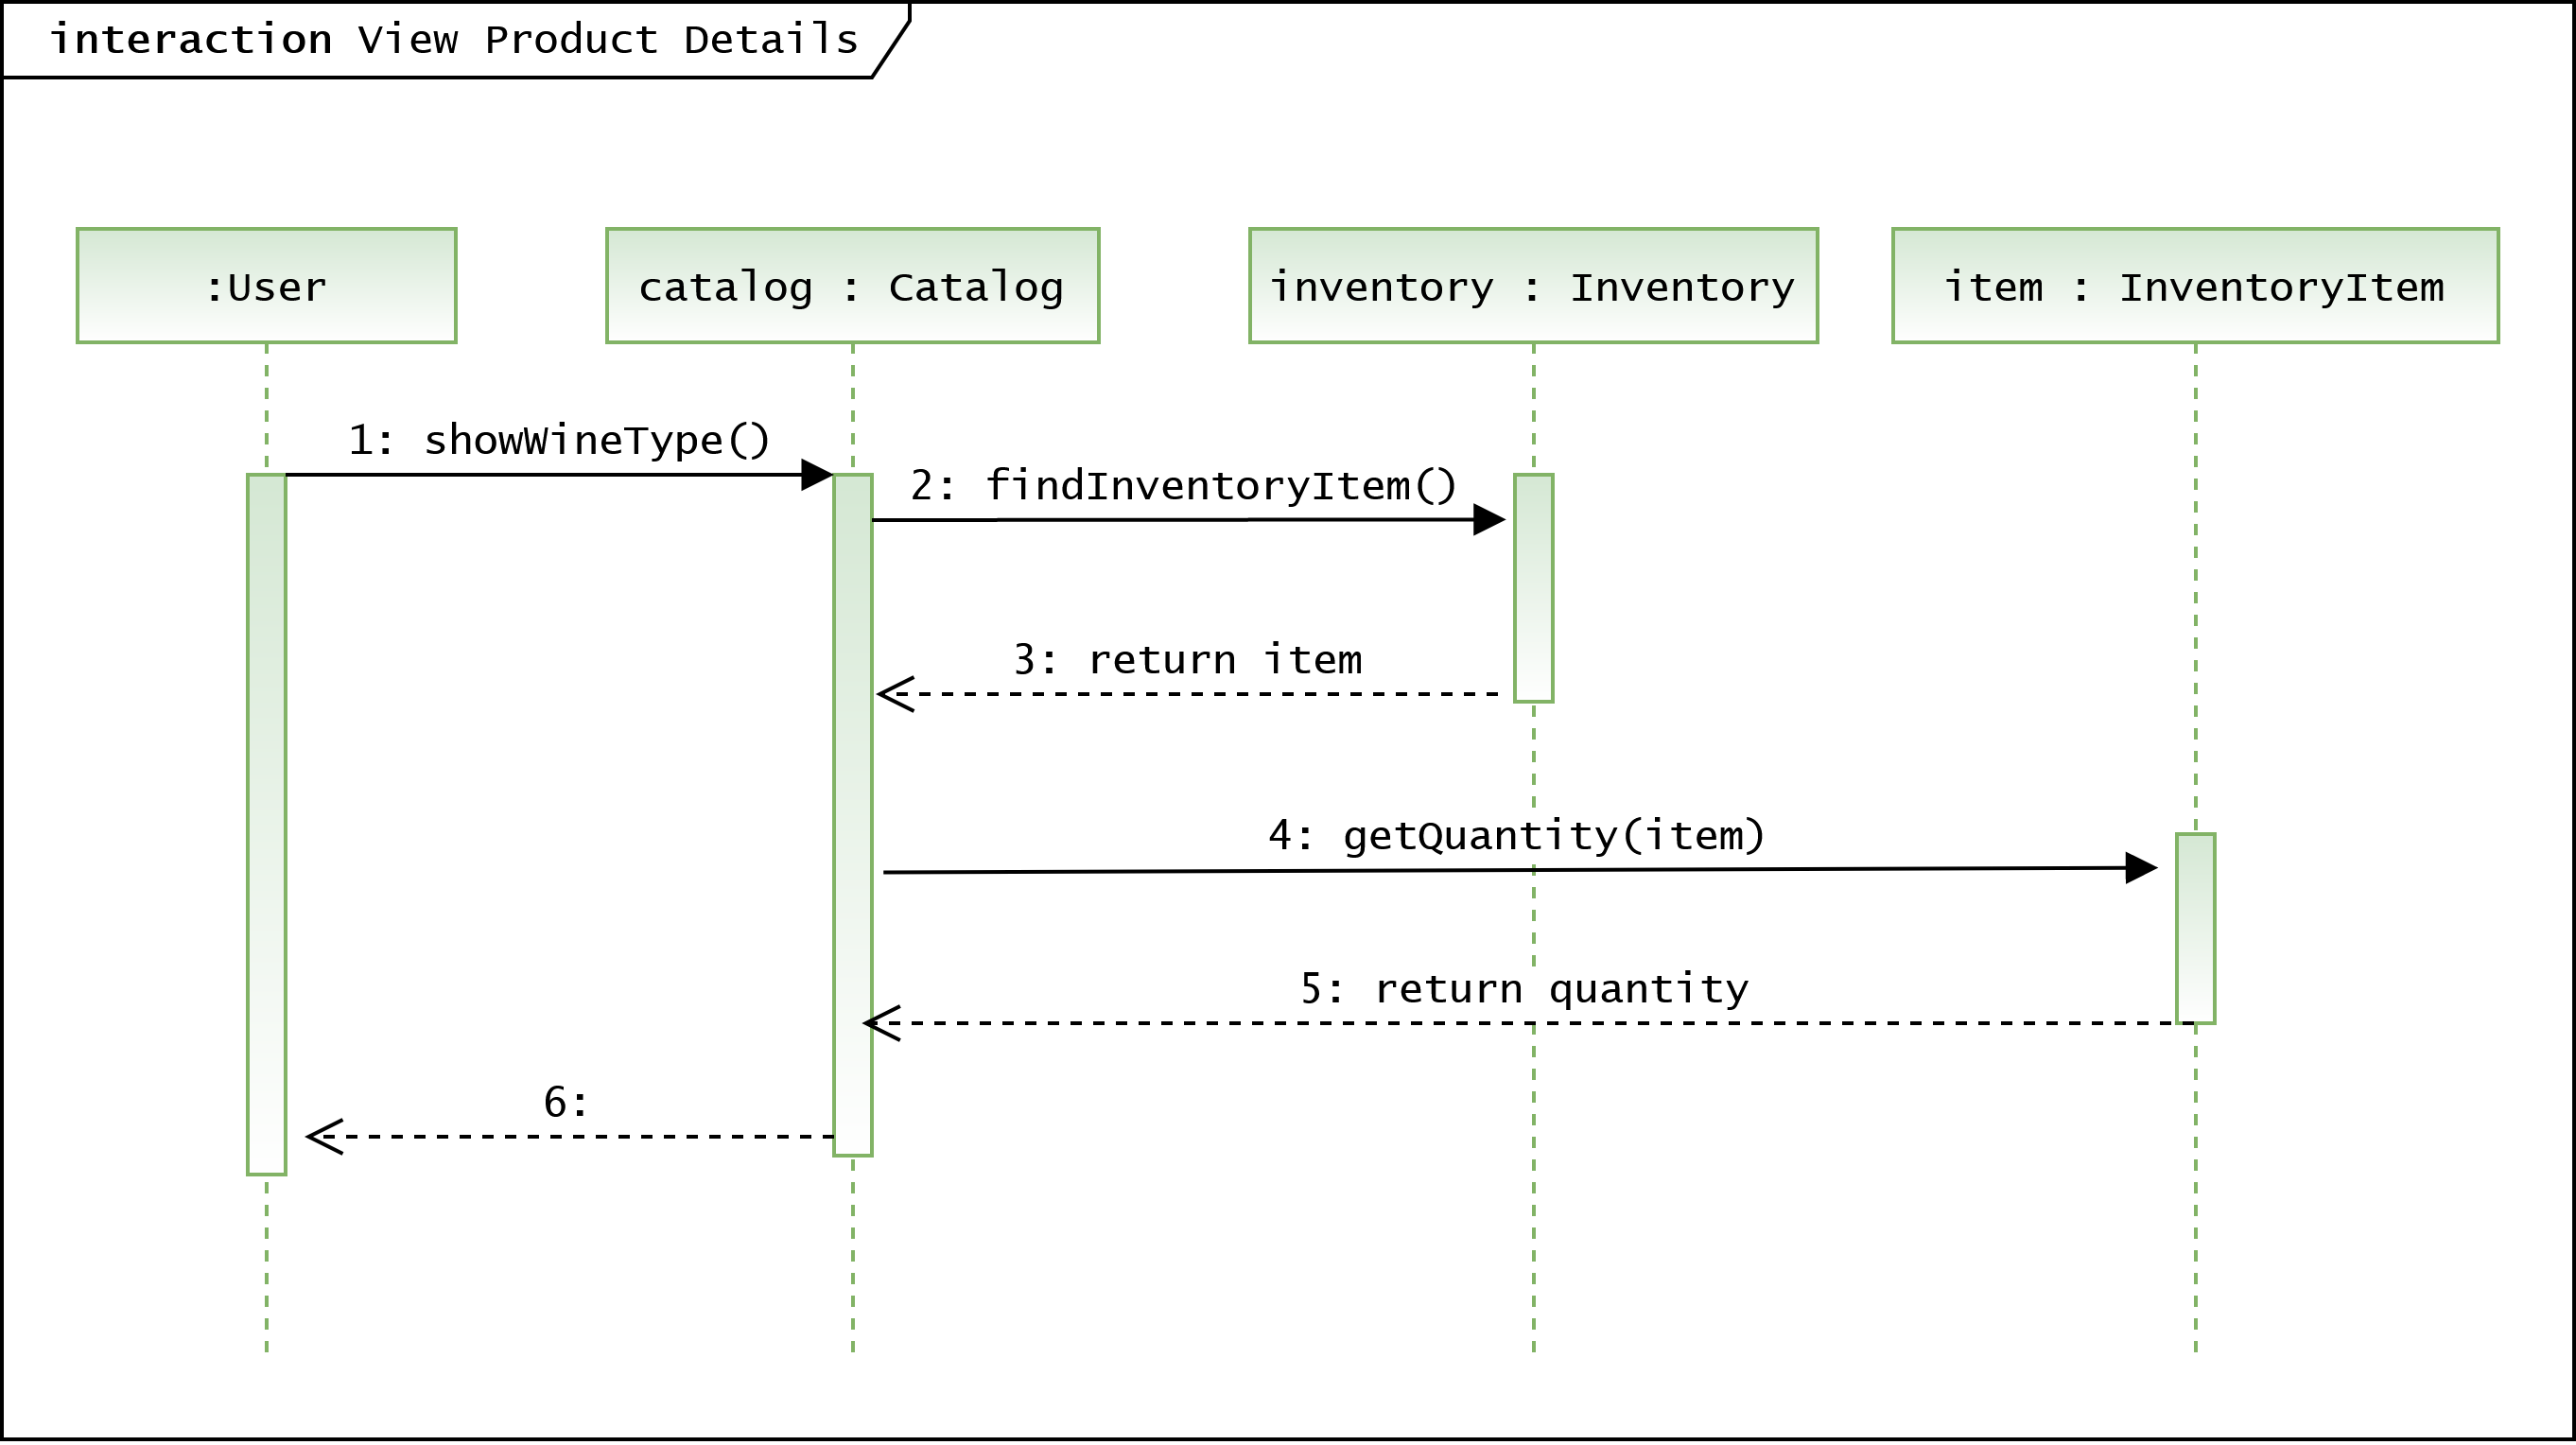 interaction View Product Details
:User
catalog : Catalog
inventory : Inventory
item : InventoryItem
1: showWineType()
2: findInventoryItem()
3: return item
4: getQuantity(item)
5: return quantity
6: